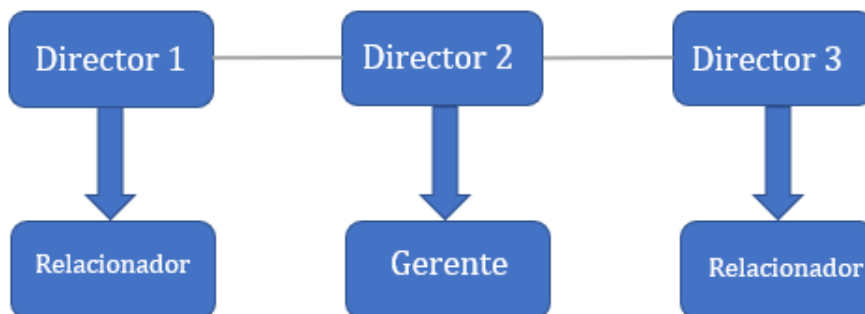 Director 1
Director 2
Director 3
Relacionador
Gerente
Relacionador